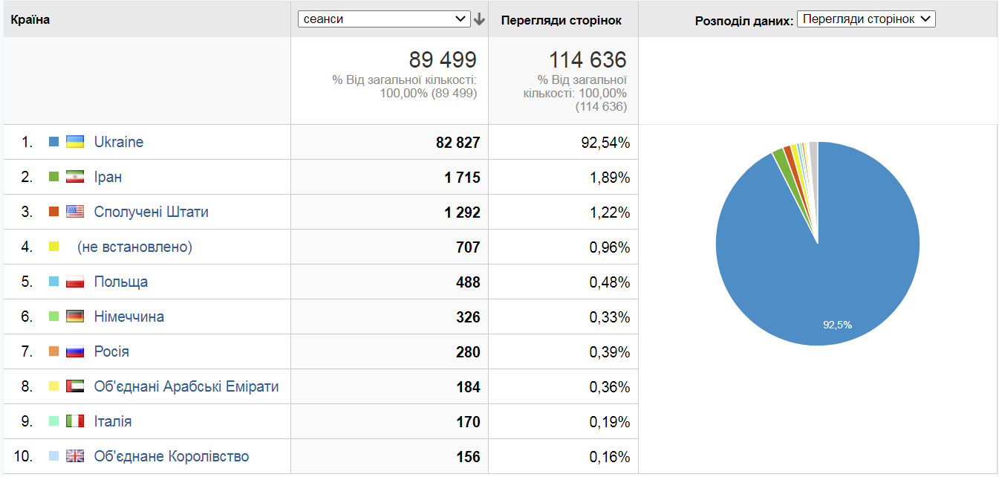 Країна
сеанси
Перегляди сторінок
Розподіл даних: Перегляди сторінок
89 499
% Від загальної кількості:
100,00% (89 499)
114 636
% Від загальної
кількості: 100,00%
(114 636)
1. Ukraine 82 827 92,54%
2. Іран 1 715 1,89%
3. Сполучені Штати 1 292 1,22%
4. (не встановлено) 707 0,96%
5. Польща 488 0,48%
6. Німеччина 326 0,33%
7. Росія 280 0,39%
8. Об'єднані Арабські Емірати 184 0,36%
9. Італія 170 0,19%
10. Об'єднане Королівство 156 0,16%
92,5%